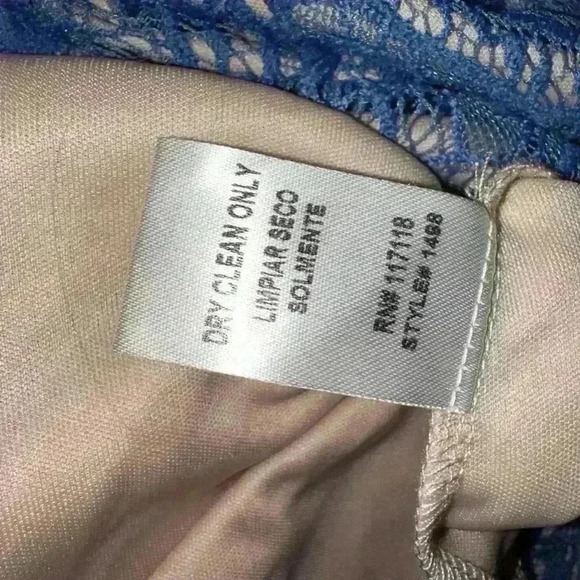 DRY CLEAN ONLY
LIMPIAR SECO
SOLMENTE
RN# 117118
STYLE# 1498